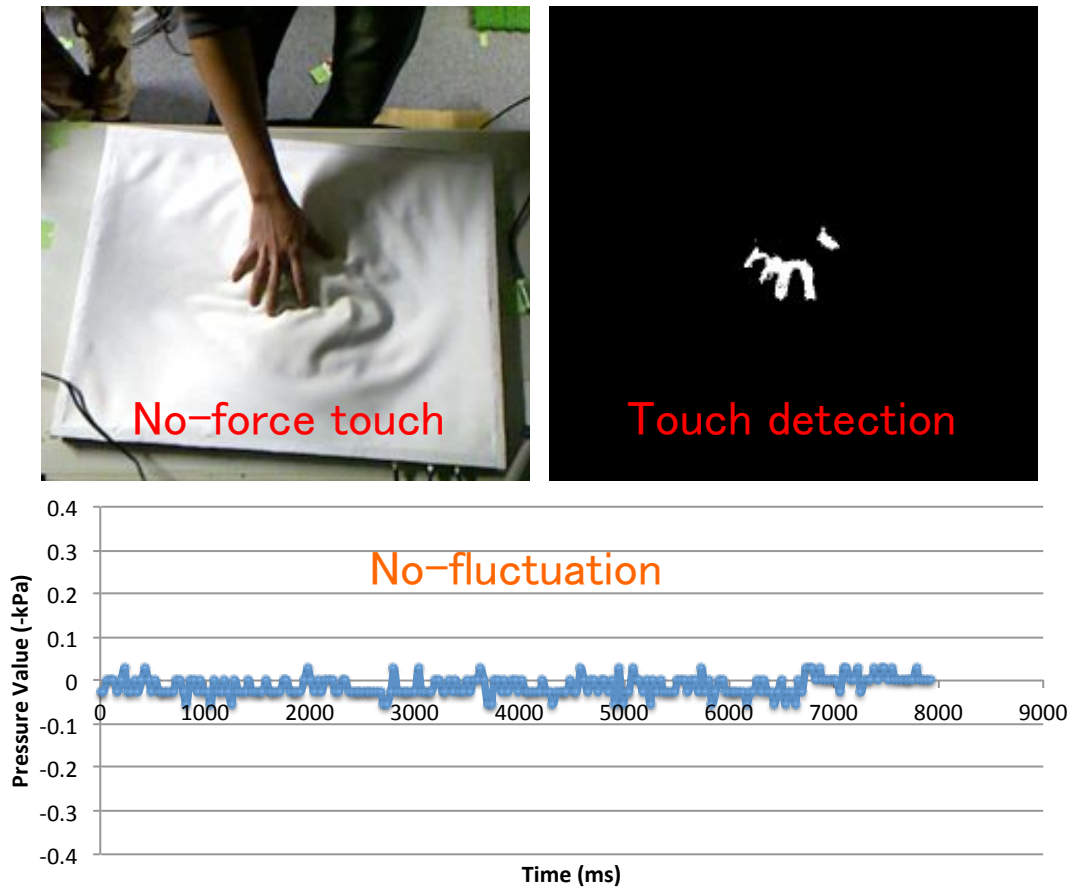 No-force touch
Touch detection
0.4
0.3
0.2
0.1
0
-0.1
-0.2
-0.3
-0.4
No-fluctuation
0 1000 2000 3000 4000 5000 6000 7000 8000 9000
Pressure Value (-kPa)
Time (ms)